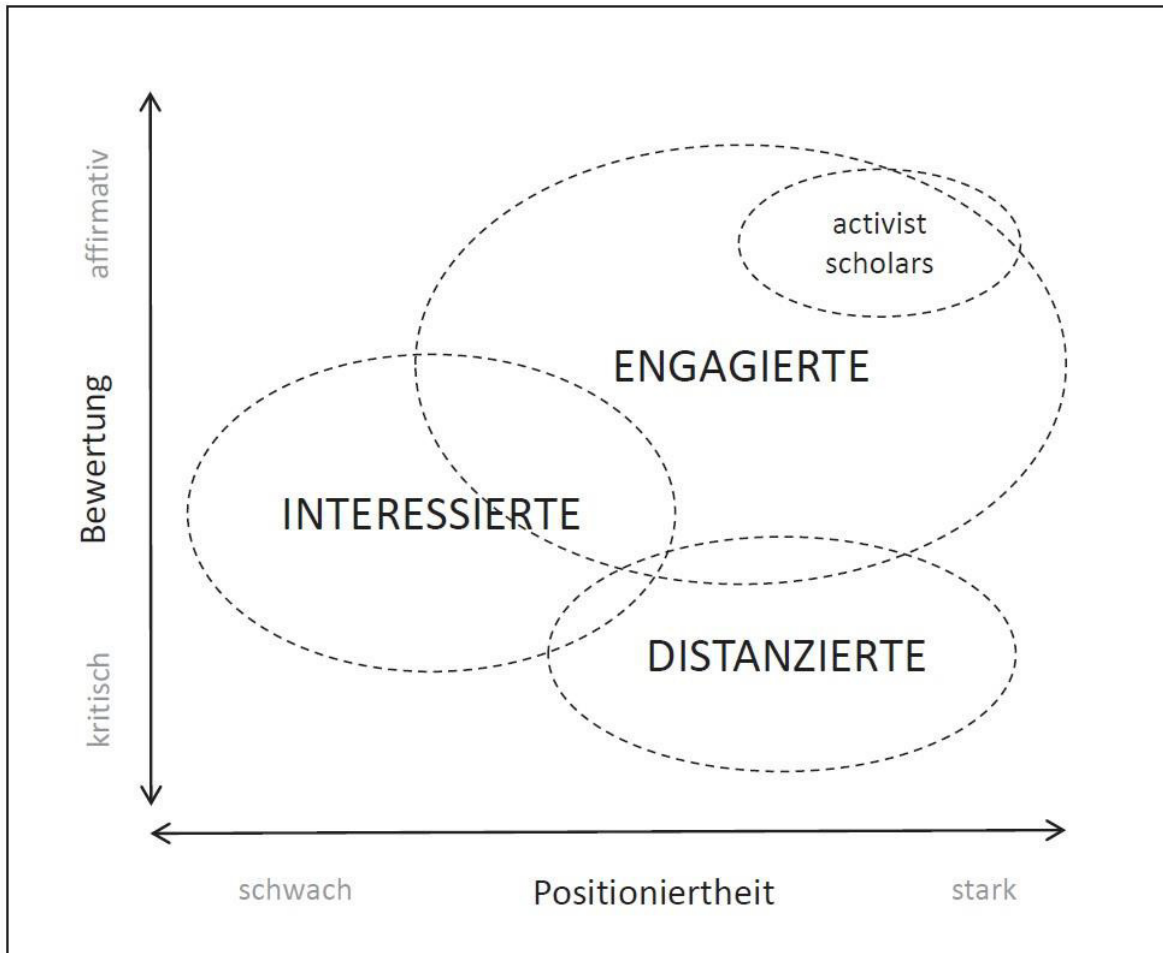 affirmativ
Bewertung
kritisch
activist
scholars
ENGAGIERTE
INTERESSIERTE
DISTANZIERTE
schwach
Positioniertheit
stark